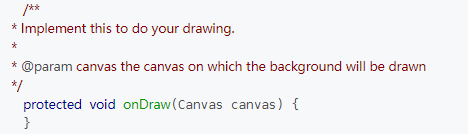 /**
* Implement this to do your drawing.
*
* @param canvas the canvas on which the background will be drawn
*/
protected void onDraw(Canvas canvas) {
}